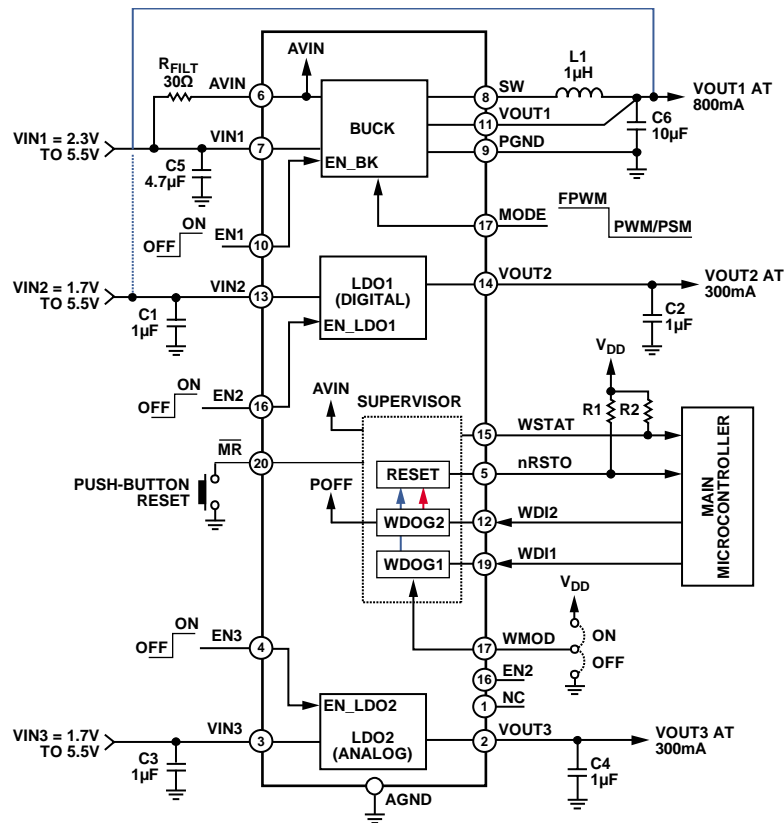 RFILT
30Ω
AVIN
6
AVIN
VIN1 = 2.3V
TO 5.5V
VIN1
7
C5
4.7µF
BUCK
EN_BK
SW
8
L1
1µH
VOUT1
11
PGND
9
C6
10µF
VOUT1 AT
800mA
OFF
ON
EN1
10
17
MODE
FPWM
PWM/PSM
VIN2 = 1.7V
TO 5.5V
VIN2
13
C1
1µF
LDO1
(DIGITAL)
EN_LDO1
VOUT2
14
VOUT2 AT
300mA
C2
1µF
OFF
ON
EN2
16
VDD
R1
R2
AVIN
SUPERVISOR
15
WSTAT
MR
20
PUSH-BUTTON
RESET
RESET
5
nRSTO
POFF
WDOG2
12
WDI2
WDOG1
19
WDI1
MAIN
MICROCONTROLLER
VDD
ON
OFF
17
WMOD
OFF
ON
EN3
4
16
EN2
1
NC
EN_LDO2
LDO2
(ANALOG)
VIN3 = 1.7V
TO 5.5V
VIN3
3
C3
1µF
2
VOUT3
VOUT3 AT
300mA
C4
1µF
AGND